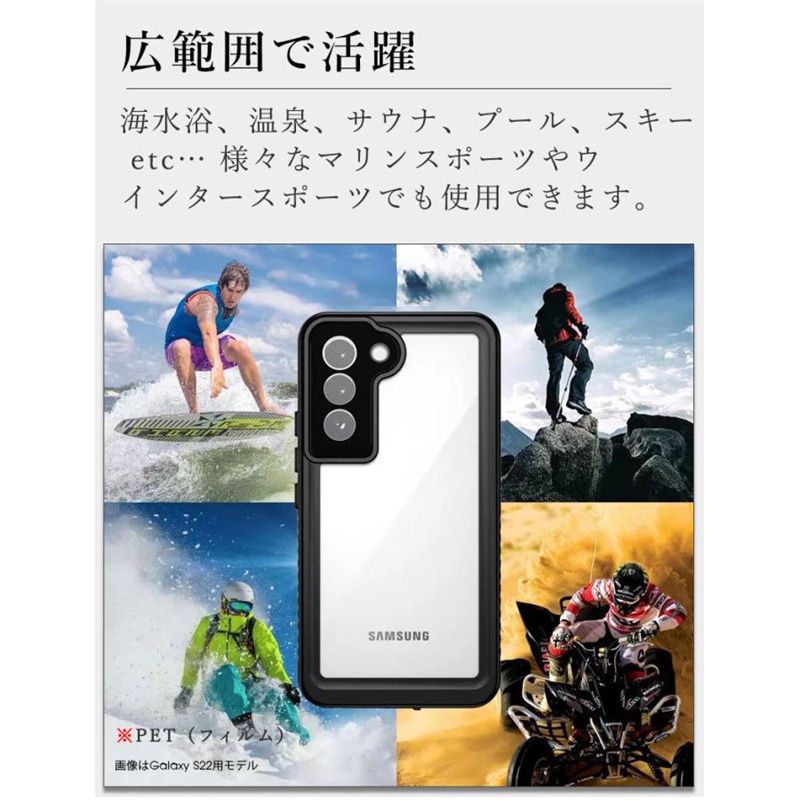 広範囲で活躍
海水浴、温泉、サウナ、プール、スキー
etc… 様々なマリンスポーツやウ
インタースポーツでも使用できます。
SAMSUNG
※PET（フィルム）
画像はGalaxy S22用モデル